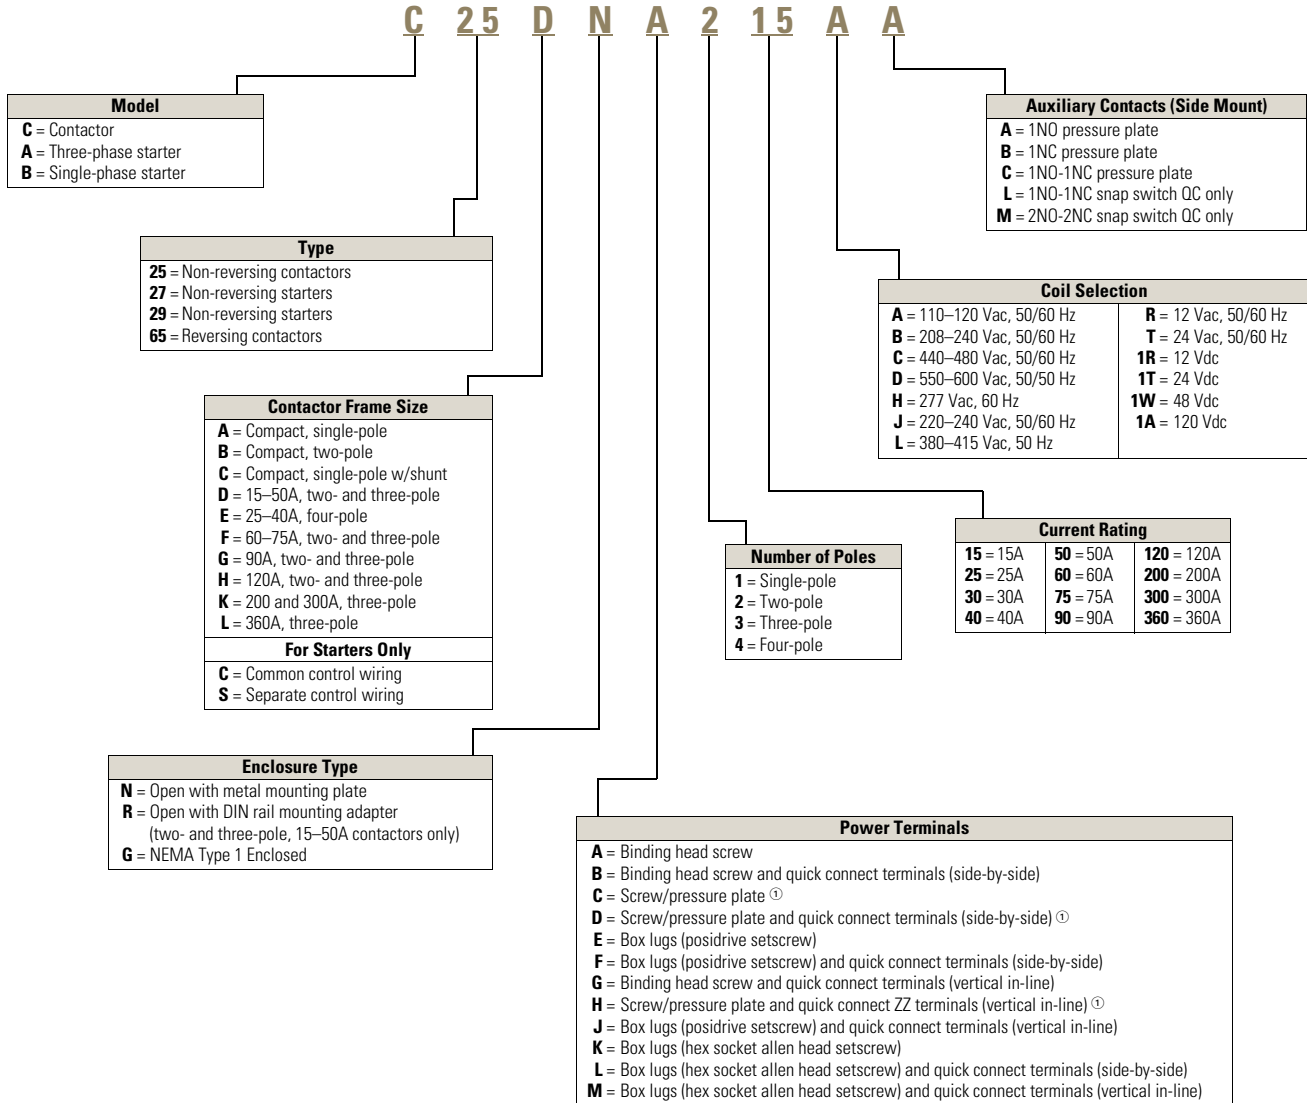 C 25 D N A 2 15 A A
Model
C = Contactor
A = Three-phase starter
B = Single-phase starter
Auxiliary Contacts (Side Mount)
A = 1NO pressure plate
B = 1NC pressure plate
C = 1NO-1NC pressure plate
L = 1NO-1NC snap switch QC only
M = 2NO-2NC snap switch QC only
Type
25 = Non-reversing contactors
27 = Non-reversing starters
29 = Non-reversing starters
65 = Reversing contactors
Coil Selection
A = 110–120 Vac, 50/60 Hz
B = 208–240 Vac, 50/60 Hz
C = 440–480 Vac, 50/60 Hz
D = 550–600 Vac, 50/50 Hz
H = 277 Vac, 60 Hz
J = 220–240 Vac, 50/60 Hz
L = 380–415 Vac, 50 Hz
R = 12 Vac, 50/60 Hz
T = 24 Vac, 50/60 Hz
1R = 12 Vdc
1T = 24 Vdc
1W = 48 Vdc
1A = 120 Vdc
Contactor Frame Size
A = Compact, single-pole
B = Compact, two-pole
C = Compact, single-pole w/shunt
D = 15–50A, two- and three-pole
E = 25–40A, four-pole
F = 60–75A, two- and three-pole
G = 90A, two- and three-pole
H = 120A, two- and three-pole
K = 200 and 300A, three-pole
L = 360A, three-pole
For Starters Only
C = Common control wiring
S = Separate control wiring
Number of Poles
1 = Single-pole
2 = Two-pole
3 = Three-pole
4 = Four-pole
Current Rating
15 = 15A 50 = 50A 120 = 120A
25 = 25A 60 = 60A 200 = 200A
30 = 30A 75 = 75A 300 = 300A
40 = 40A 90 = 90A 360 = 360A
Enclosure Type
N = Open with metal mounting plate
R = Open with DIN rail mounting adapter
(two- and three-pole, 15–50A contactors only)
G = NEMA Type 1 Enclosed
Power Terminals
A = Binding head screw
B = Binding head screw and quick connect terminals (side-by-side)
C = Screw/pressure plate ①
D = Screw/pressure plate and quick connect terminals (side-by-side) ①
E = Box lugs (posidrive setscrew)
F = Box lugs (posidrive setscrew) and quick connect terminals (side-by-side)
G = Binding head screw and quick connect terminals (vertical in-line)
H = Screw/pressure plate and quick connect ZZ terminals (vertical in-line) ①
J = Box lugs (posidrive setscrew) and quick connect terminals (vertical in-line)
K = Box lugs (hex socket allen head setscrew)
L = Box lugs (hex socket allen head setscrew) and quick connect terminals (side-by-side)
M = Box lugs (hex socket allen head setscrew) and quick connect terminals (vertical in-line)